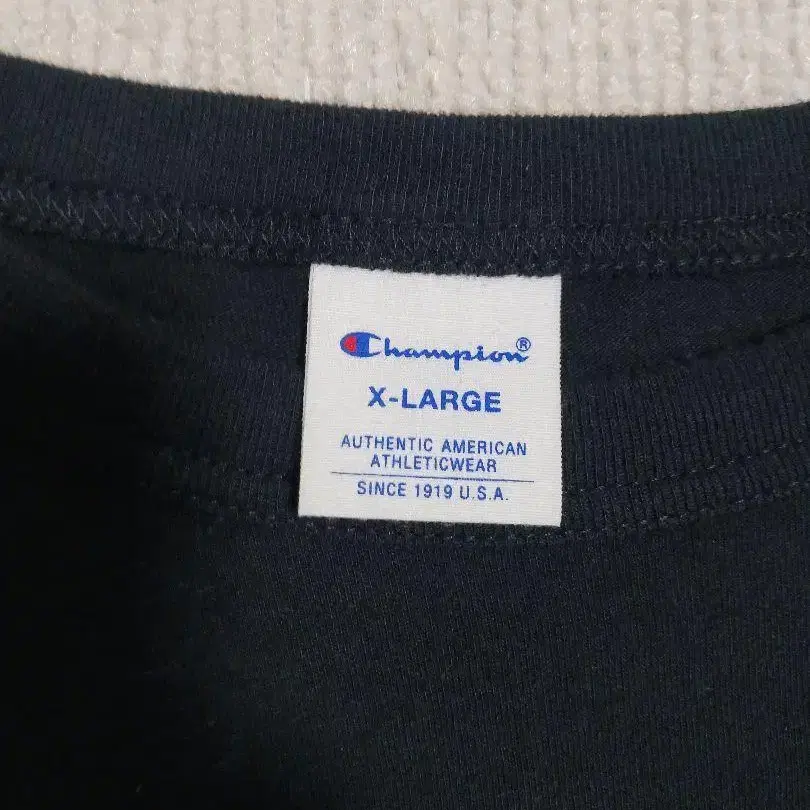 Champion®
X-LARGE
AUTHENTIC AMERICAN
ATHLETICWEAR
SINCE 1919 U.S.A.